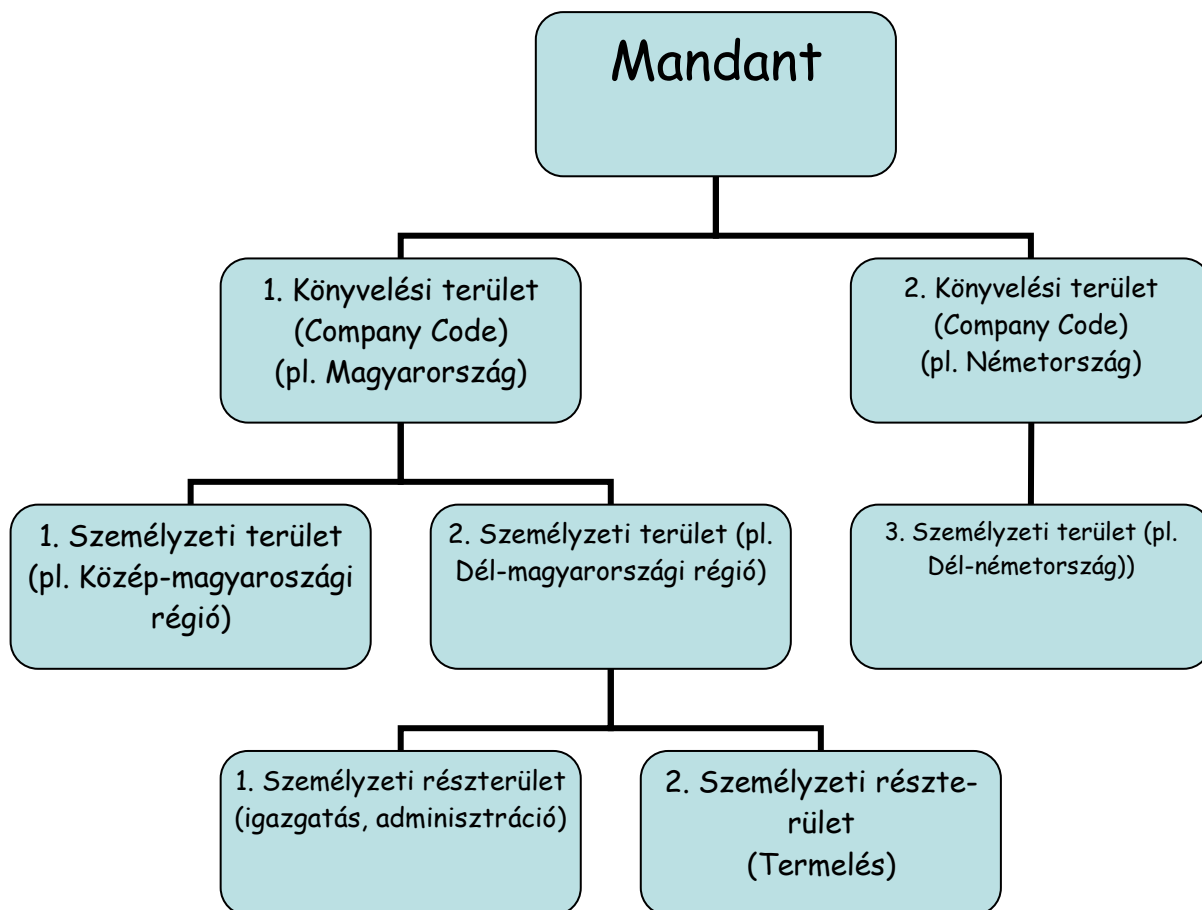 Mandant
1. Könyvelési terület
(Company Code)
(pl. Magyarország)
2. Könyvelési terület
(Company Code)
(pl. Németország)
1. Személyzeti terület
(pl. Közép-magyaroszági
régió)
2. Személyzeti terület (pl.
Dél-magyarországi régió)
3. Személyzeti terület (pl.
Dél-németország))
1. Személyzeti részterület
(igazgatás, adminisztráció)
2. Személyzeti részte-
rület
(Termelés)